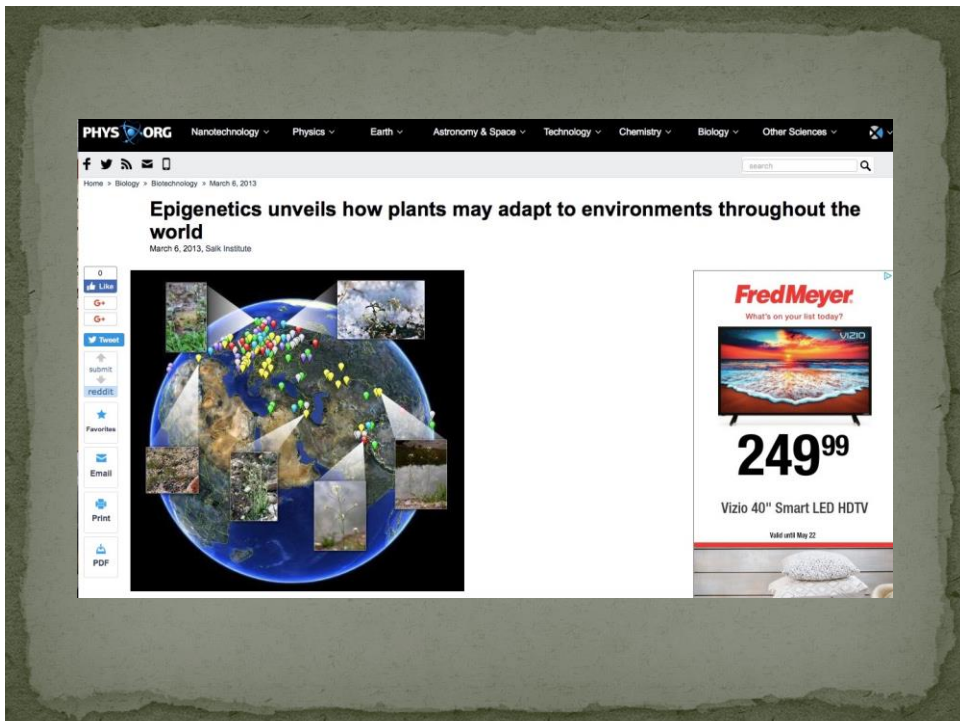 PHYS ORG Nanotechnology Physics Earth Astronomy & Space Technology Chemistry Biology Other Sciences
search
Home > Biology > Biotechnology > March 6, 2013
Epigenetics unveils how plants may adapt to environments throughout the
world
March 6, 2013, Salk Institute
0
Like
G+
G+
Tweet
submit
reddit
Favorites
Email
Print
PDF
FredMeyer
What's on your list today?
VIZIO
249⁹⁹
Vizio 40" Smart LED HDTV
Valid until May 22